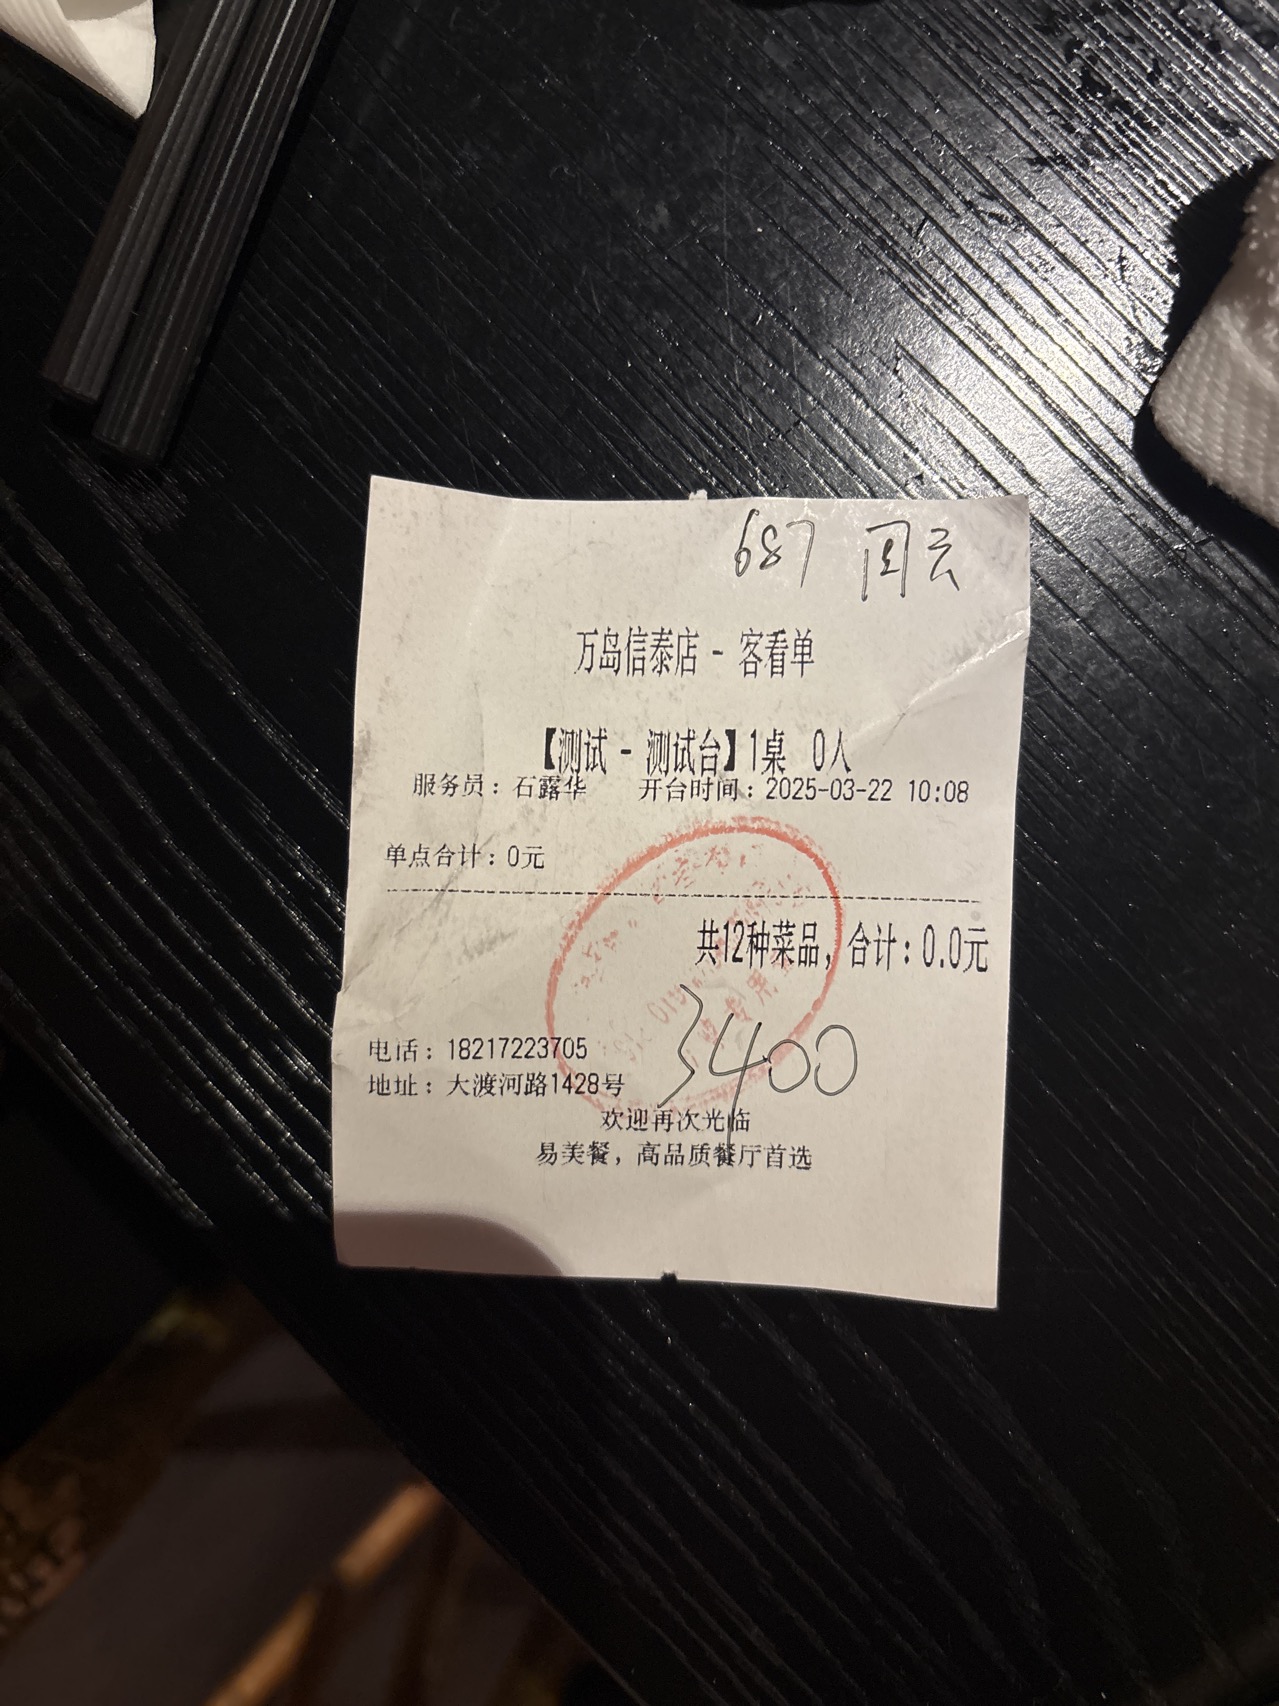 687 周云
万岛信泰店 - 客看单
【测试 - 测试台】1桌 0人
服务员：石露华 开台时间：2025-03-22 10:08
单点合计：0元
共12种菜品，合计：0.0元
3400
电话：18217223705
地址：大渡河路1428号
欢迎再次光临
易美餐，高品质餐厅首选